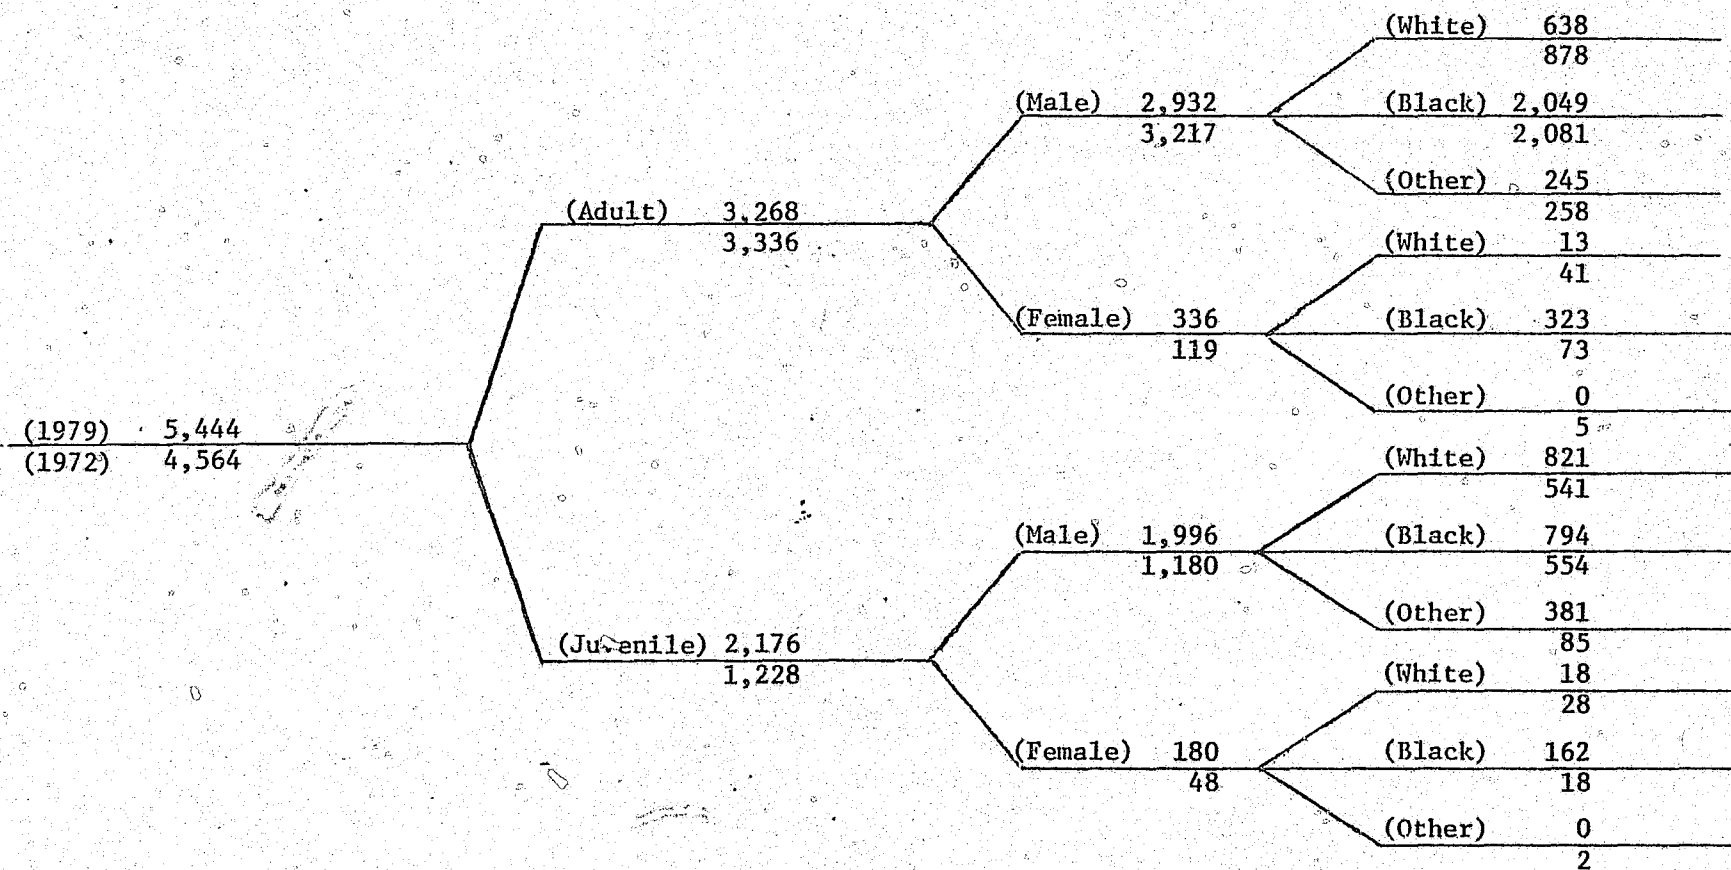 (White) 638
878
(Male) 2,932 (Black) 2,049
3,217 2,081
(Other) 245
(Adult) 3,268 258
3,336 (White) 13
41
(Female) 336 (Black) 323
119 73
(Other) 0
(1979) 5,444 5
(1972) 4,564 (White) 821
541
(Male) 1,996 (Black) 794
1,180 554
(Other) 381
(Juvenile) 2,176 85
1,228 (White) 18
28
(Female) 180 (Black) 162
48 18
(Other) 0
2